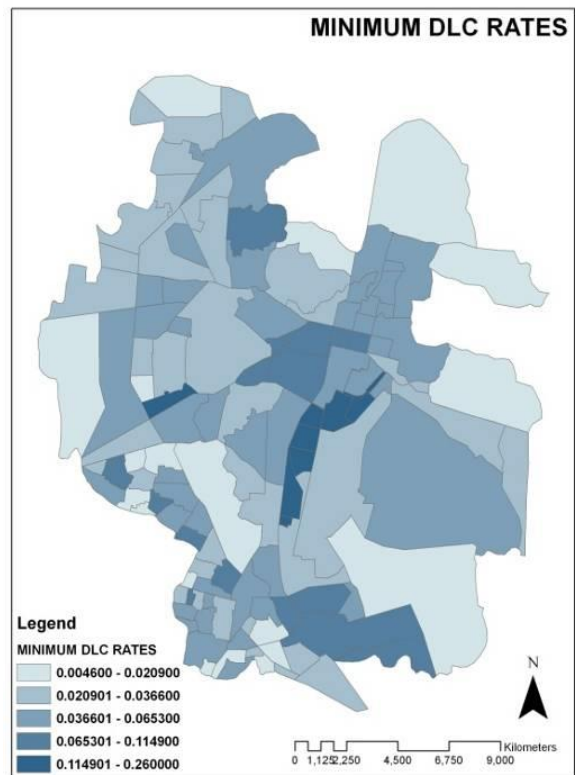 MINIMUM DLC RATES
Legend
MINIMUM DLC RATES
0.004600 - 0.020900
0.020901 - 0.036600
0.036601 - 0.065300
0.065301 - 0.114900
0.114901 - 0.260000
N
Kilometers
0 1,125 2,250 4,500 6,750 9,000